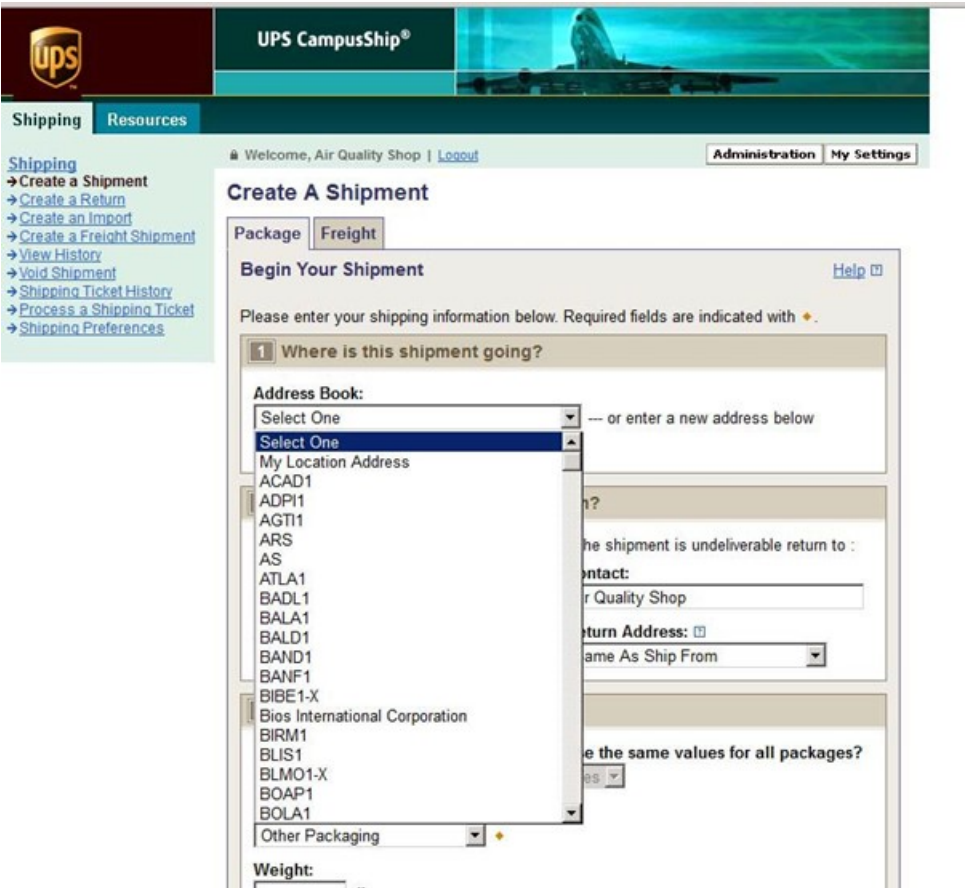 ups
UPS CampusShip®
Shipping Resources
Shipping
Create a Shipment
Create a Return
Create an Import
Create a Freight Shipment
View History
Void Shipment
Shipping Ticket History
Process a Shipping Ticket
Shipping Preferences
Welcome, Air Quality Shop | Logout
Administration My Settings
Create A Shipment
Package Freight
Begin Your Shipment
Help
Please enter your shipping information below. Required fields are indicated with ◆.
1 Where is this shipment going?
Address Book:
Select One --- or enter a new address below
Select One
My Location Address
ACAD1
ADPI1
AGTI1
ARS
AS
ATLA1
BADL1
BALA1
BALD1
BAND1
BANF1
BIBE1-X
Bios International Corporation
BIRM1
BLIS1
BLMO1-X
BOAP1
BOLA1
he shipment is undeliverable return to :
ontact:
r Quality Shop
eturn Address:
ame As Ship From
e the same values for all packages?
es
Other Packaging ◆
Weight: